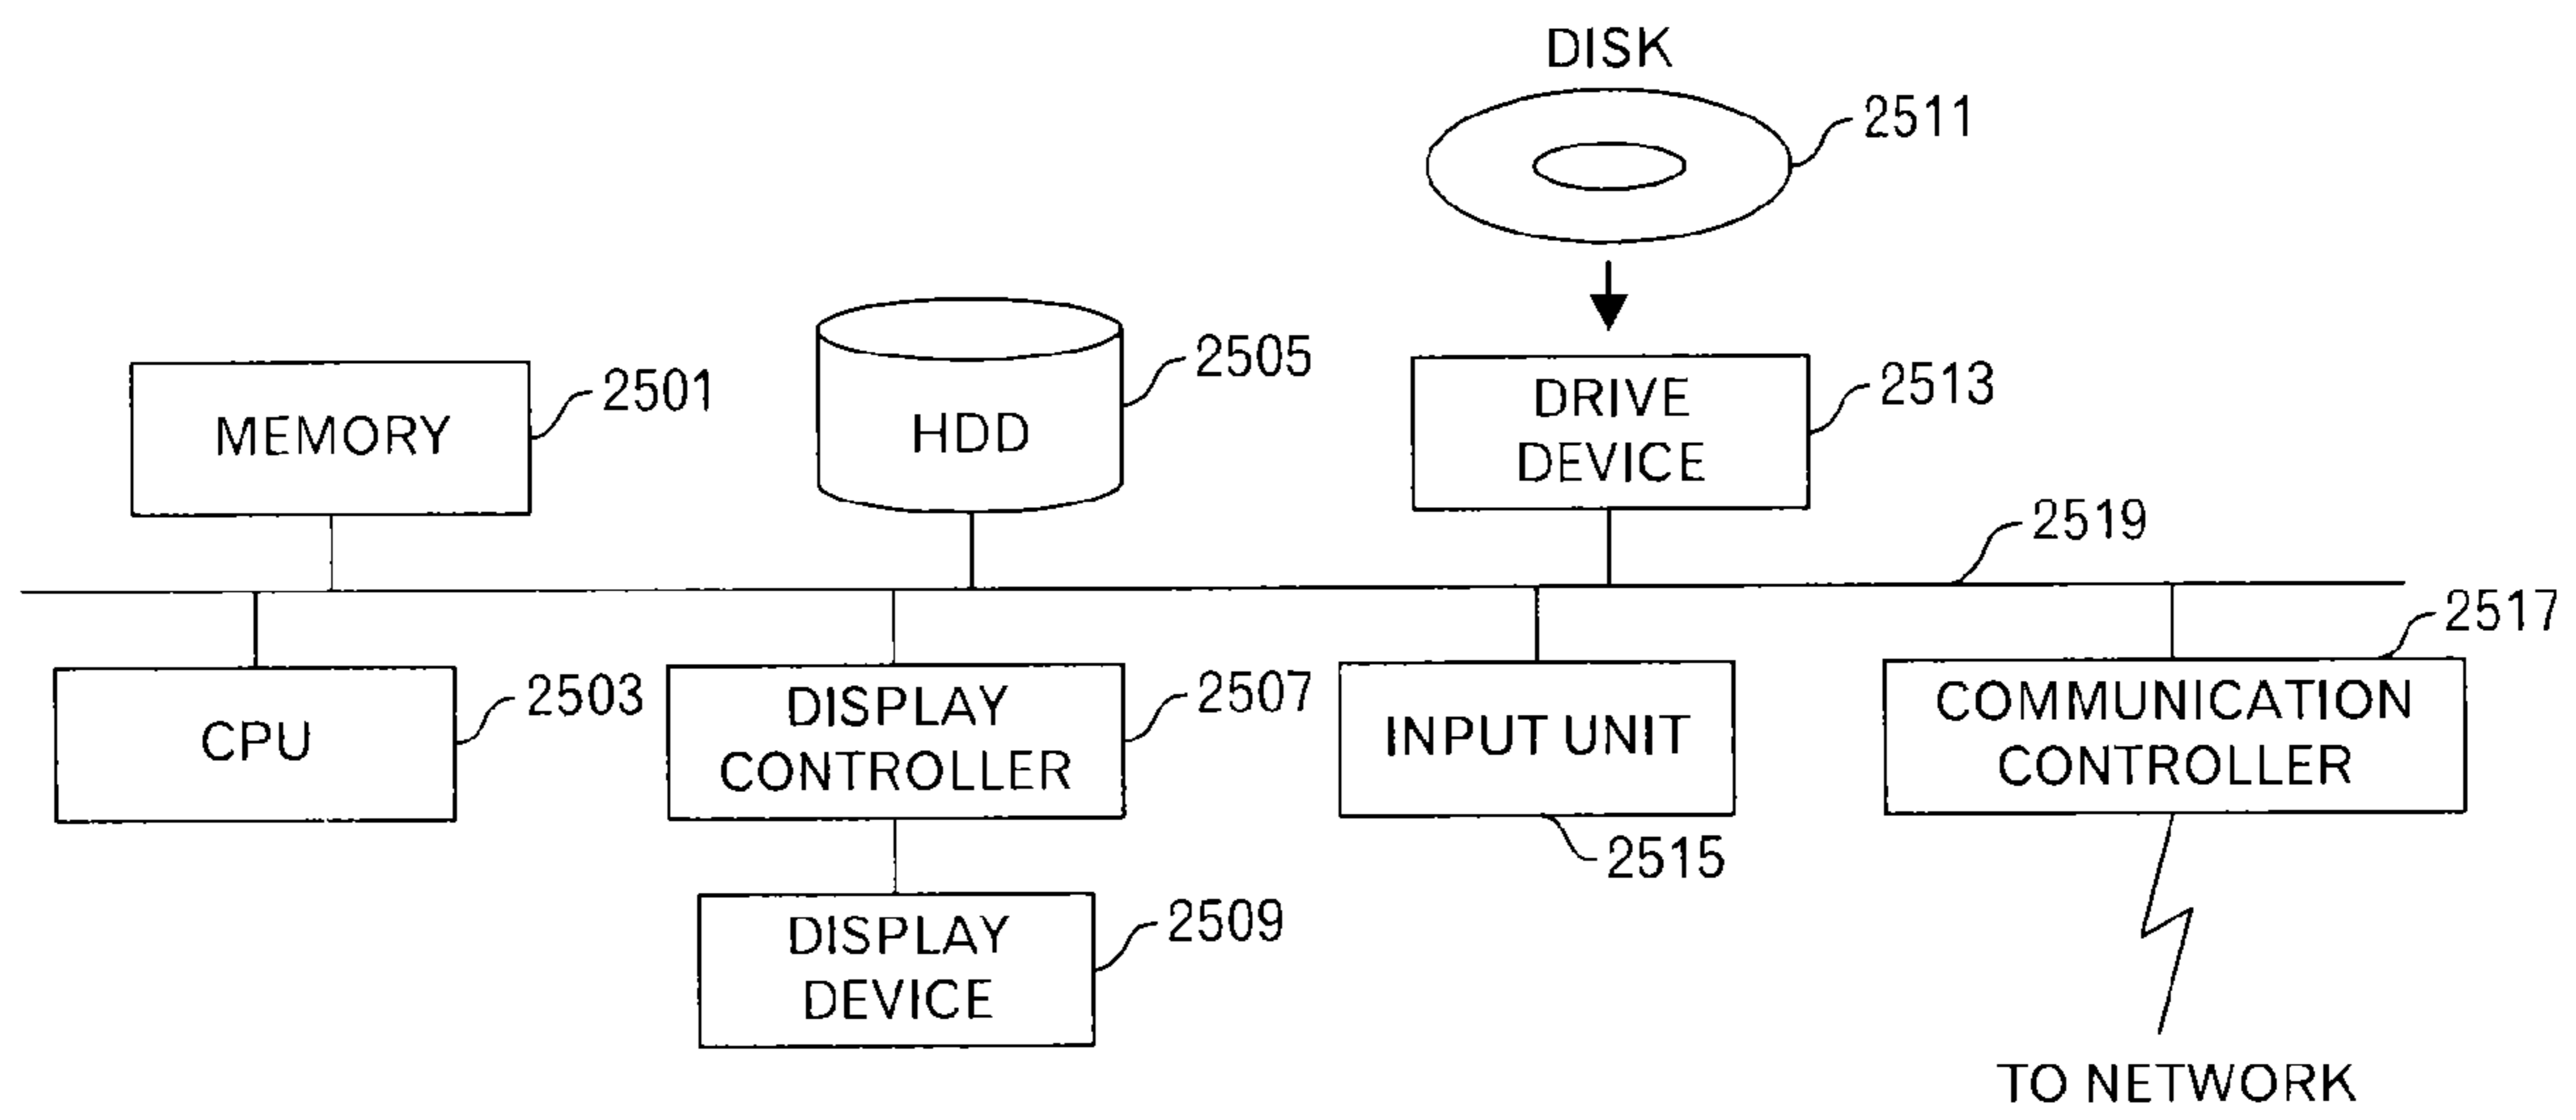 DISK
2511
2505
2513
2501
DRIVE
DEVICE
MEMORY
HDD
2519
2517
2503
2507
DISPLAY
CONTROLLER
COMMUNICATION
CONTROLLER
CPU
INPUT UNIT
2515
2509
DISPLAY
DEVICE
TO NETWORK